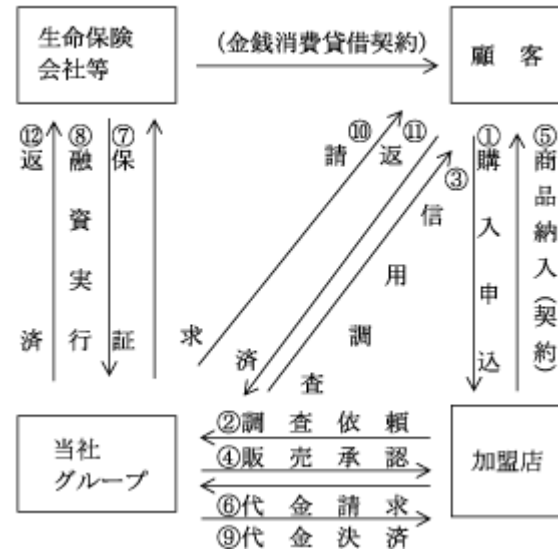 生命保険
会社等
(金銭消費貸借契約)
顧　客
⑫返済
⑧融資実行
⑦保証
⑩請求
⑪返済
③信用調査
①購入申込
⑤商品納入(契約)
②調査依頼
④販売承認
⑥代金請求
⑨代金決済
当社
グループ
加盟店